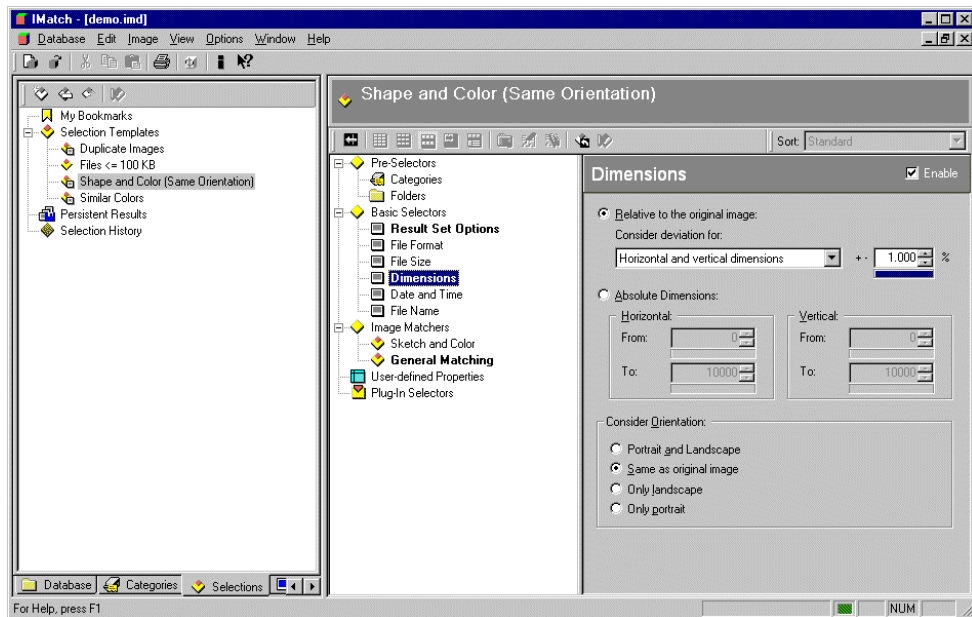 IMatch - [demo.imd]
Database Edit Image View Options Window Help
My Bookmarks
Selection Templates
Duplicate Images
Files <= 100 KB
Shape and Color (Same Orientation)
Similar Colors
Persistent Results
Selection History
Database Categories Selections
Shape and Color (Same Orientation)
Sort: Standard
Pre-Selectors
Categories
Folders
Basic Selectors
Result Set Options
File Format
File Size
Dimensions
Date and Time
File Name
Image Matchers
Sketch and Color
General Matching
User-defined Properties
Plug-In Selectors
Dimensions Enable
Relative to the original image:
Consider deviation for:
Horizontal and vertical dimensions + - 1.000 %
Absolute Dimensions:
Horizontal: Vertical:
From: 0 From: 0
To: 10000 To: 10000
Consider Orientation:
Portrait and Landscape
Same as original image
Only landscape
Only portrait
For Help, press F1 NUM